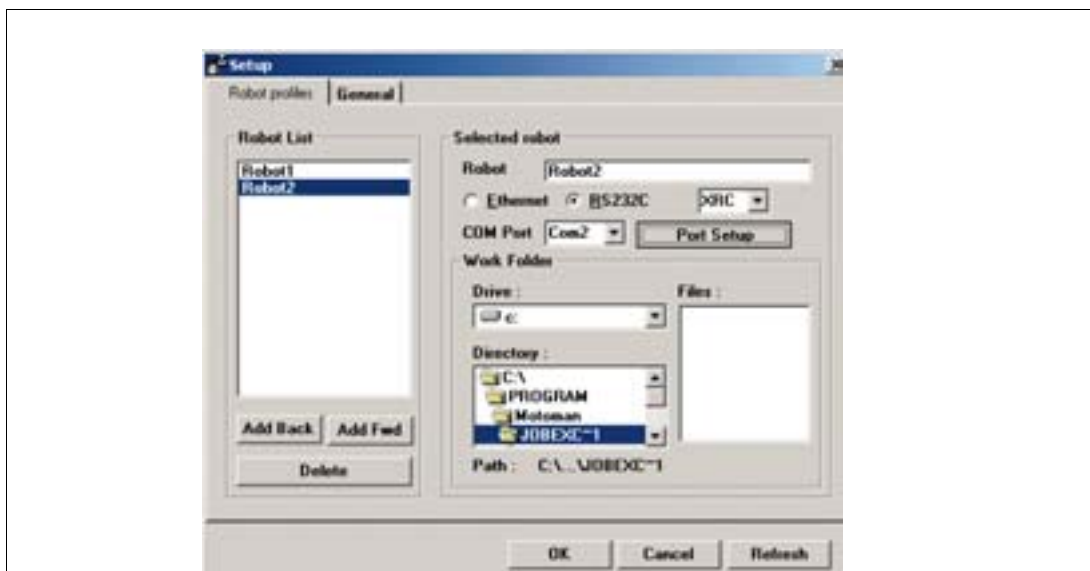 Setup
Robot profiles General
Robot List
Robot1
Robot2
Add Back Add Fwd
Delete
Selected robot
Robot Robot2
Ethernet RS232C XRC
COM Port Com2 Port Setup
Work Folder
Drive :
c:
Directory :
C:\
PROGRAM
Motoman
JOBEXC~1
Files :
Path : C:\...\JOBEXC~1
OK Cancel Refresh